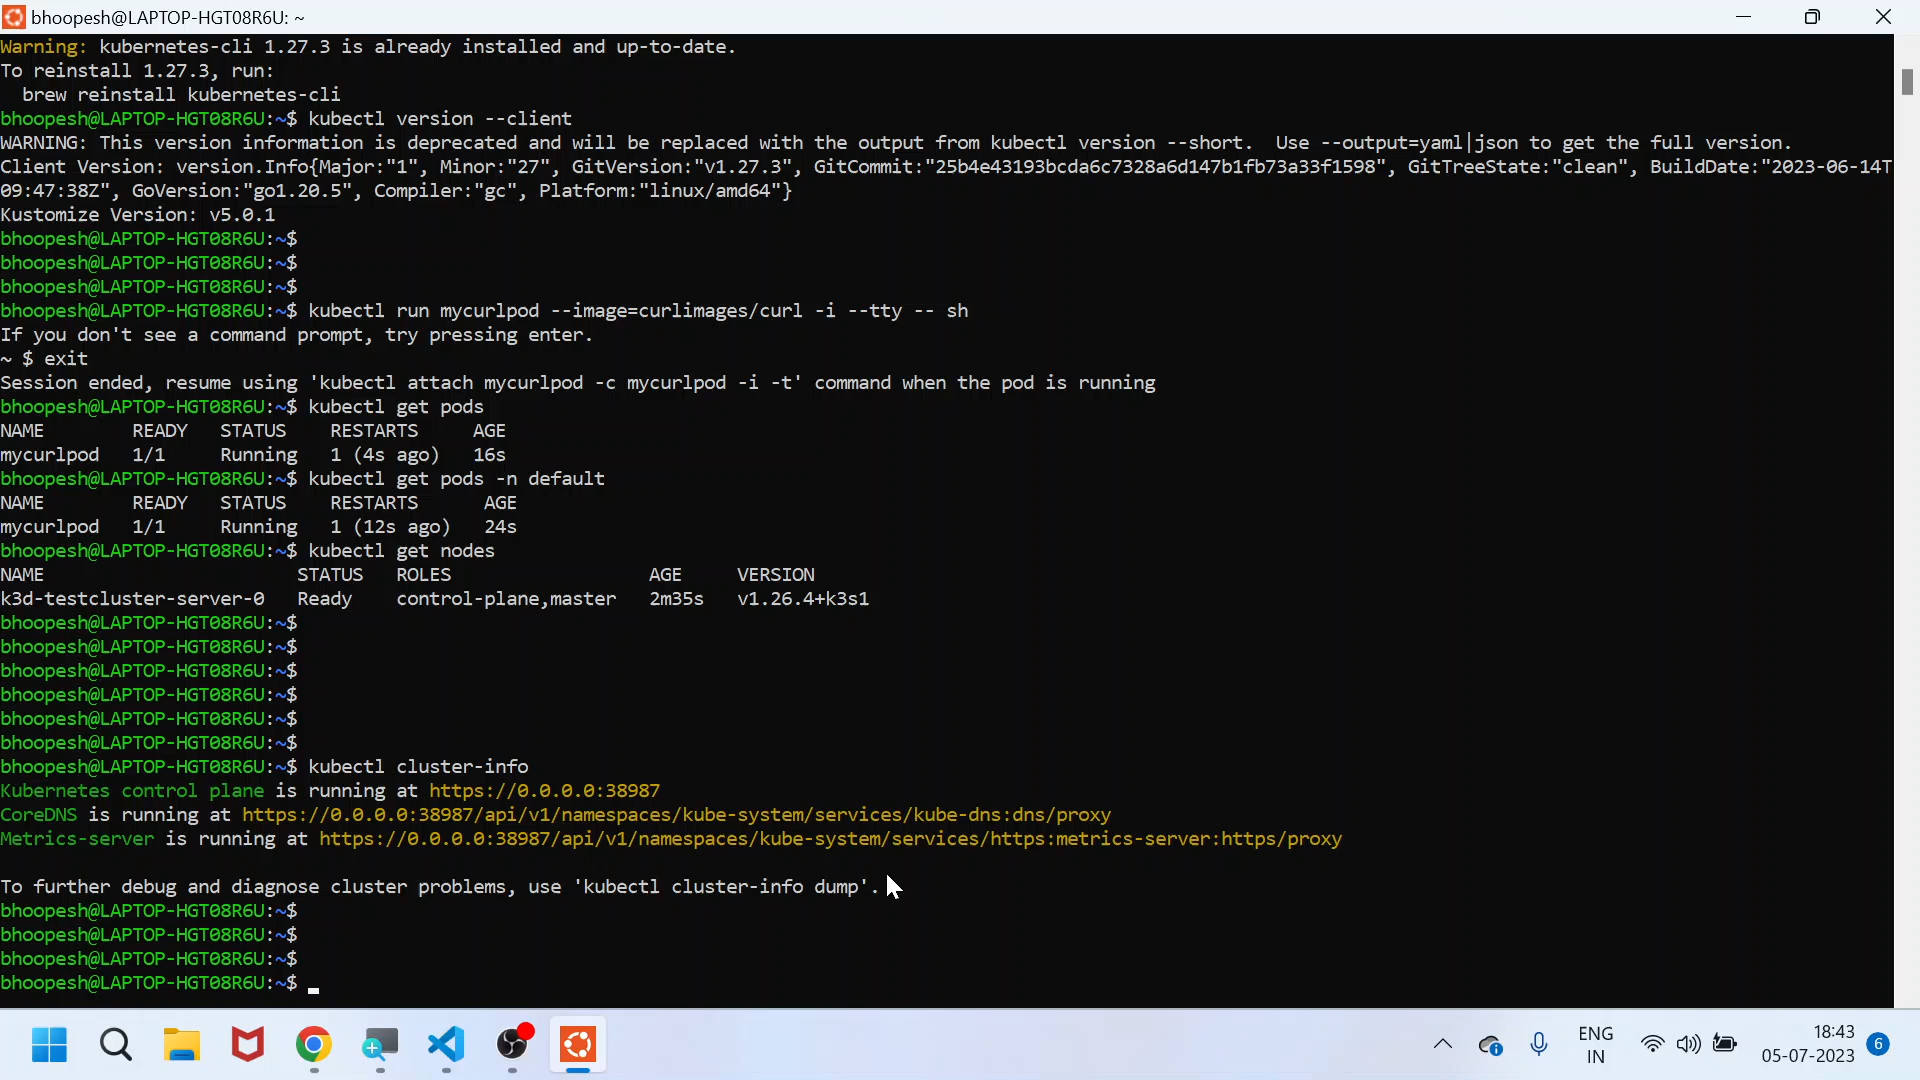 bhoopesh@LAPTOP-HGT08R6U: ~
Warning: kubernetes-cli 1.27.3 is already installed and up-to-date.
To reinstall 1.27.3, run:
  brew reinstall kubernetes-cli
bhoopesh@LAPTOP-HGT08R6U:~$ kubectl version --client
WARNING: This version information is deprecated and will be replaced with the output from kubectl version --short.  Use --output=yaml|json to get the full version.
Client Version: version.Info{Major:"1", Minor:"27", GitVersion:"v1.27.3", GitCommit:"25b4e43193bcda6c7328a6d147b1fb73a33f1598", GitTreeState:"clean", BuildDate:"2023-06-14T
09:47:38Z", GoVersion:"go1.20.5", Compiler:"gc", Platform:"linux/amd64"}
Kustomize Version: v5.0.1
bhoopesh@LAPTOP-HGT08R6U:~$
bhoopesh@LAPTOP-HGT08R6U:~$
bhoopesh@LAPTOP-HGT08R6U:~$
bhoopesh@LAPTOP-HGT08R6U:~$ kubectl run mycurlpod --image=curlimages/curl -i --tty -- sh
If you don't see a command prompt, try pressing enter.
~ $ exit
Session ended, resume using 'kubectl attach mycurlpod -c mycurlpod -i -t' command when the pod is running
bhoopesh@LAPTOP-HGT08R6U:~$ kubectl get pods
NAME        READY   STATUS    RESTARTS     AGE
mycurlpod   1/1     Running   1 (4s ago)   16s
bhoopesh@LAPTOP-HGT08R6U:~$ kubectl get pods -n default
NAME        READY   STATUS    RESTARTS      AGE
mycurlpod   1/1     Running   1 (12s ago)   24s
bhoopesh@LAPTOP-HGT08R6U:~$ kubectl get nodes
NAME                       STATUS   ROLES                  AGE     VERSION
k3d-testcluster-server-0   Ready    control-plane,master   2m35s   v1.26.4+k3s1
bhoopesh@LAPTOP-HGT08R6U:~$
bhoopesh@LAPTOP-HGT08R6U:~$
bhoopesh@LAPTOP-HGT08R6U:~$
bhoopesh@LAPTOP-HGT08R6U:~$
bhoopesh@LAPTOP-HGT08R6U:~$
bhoopesh@LAPTOP-HGT08R6U:~$
bhoopesh@LAPTOP-HGT08R6U:~$ kubectl cluster-info
Kubernetes control plane is running at https://0.0.0.0:38987
CoreDNS is running at https://0.0.0.0:38987/api/v1/namespaces/kube-system/services/kube-dns:dns/proxy
Metrics-server is running at https://0.0.0.0:38987/api/v1/namespaces/kube-system/services/https:metrics-server:https/proxy
To further debug and diagnose cluster problems, use 'kubectl cluster-info dump'.
bhoopesh@LAPTOP-HGT08R6U:~$
bhoopesh@LAPTOP-HGT08R6U:~$
bhoopesh@LAPTOP-HGT08R6U:~$
bhoopesh@LAPTOP-HGT08R6U:~$
ENG
IN
18:43
05-07-2023
6